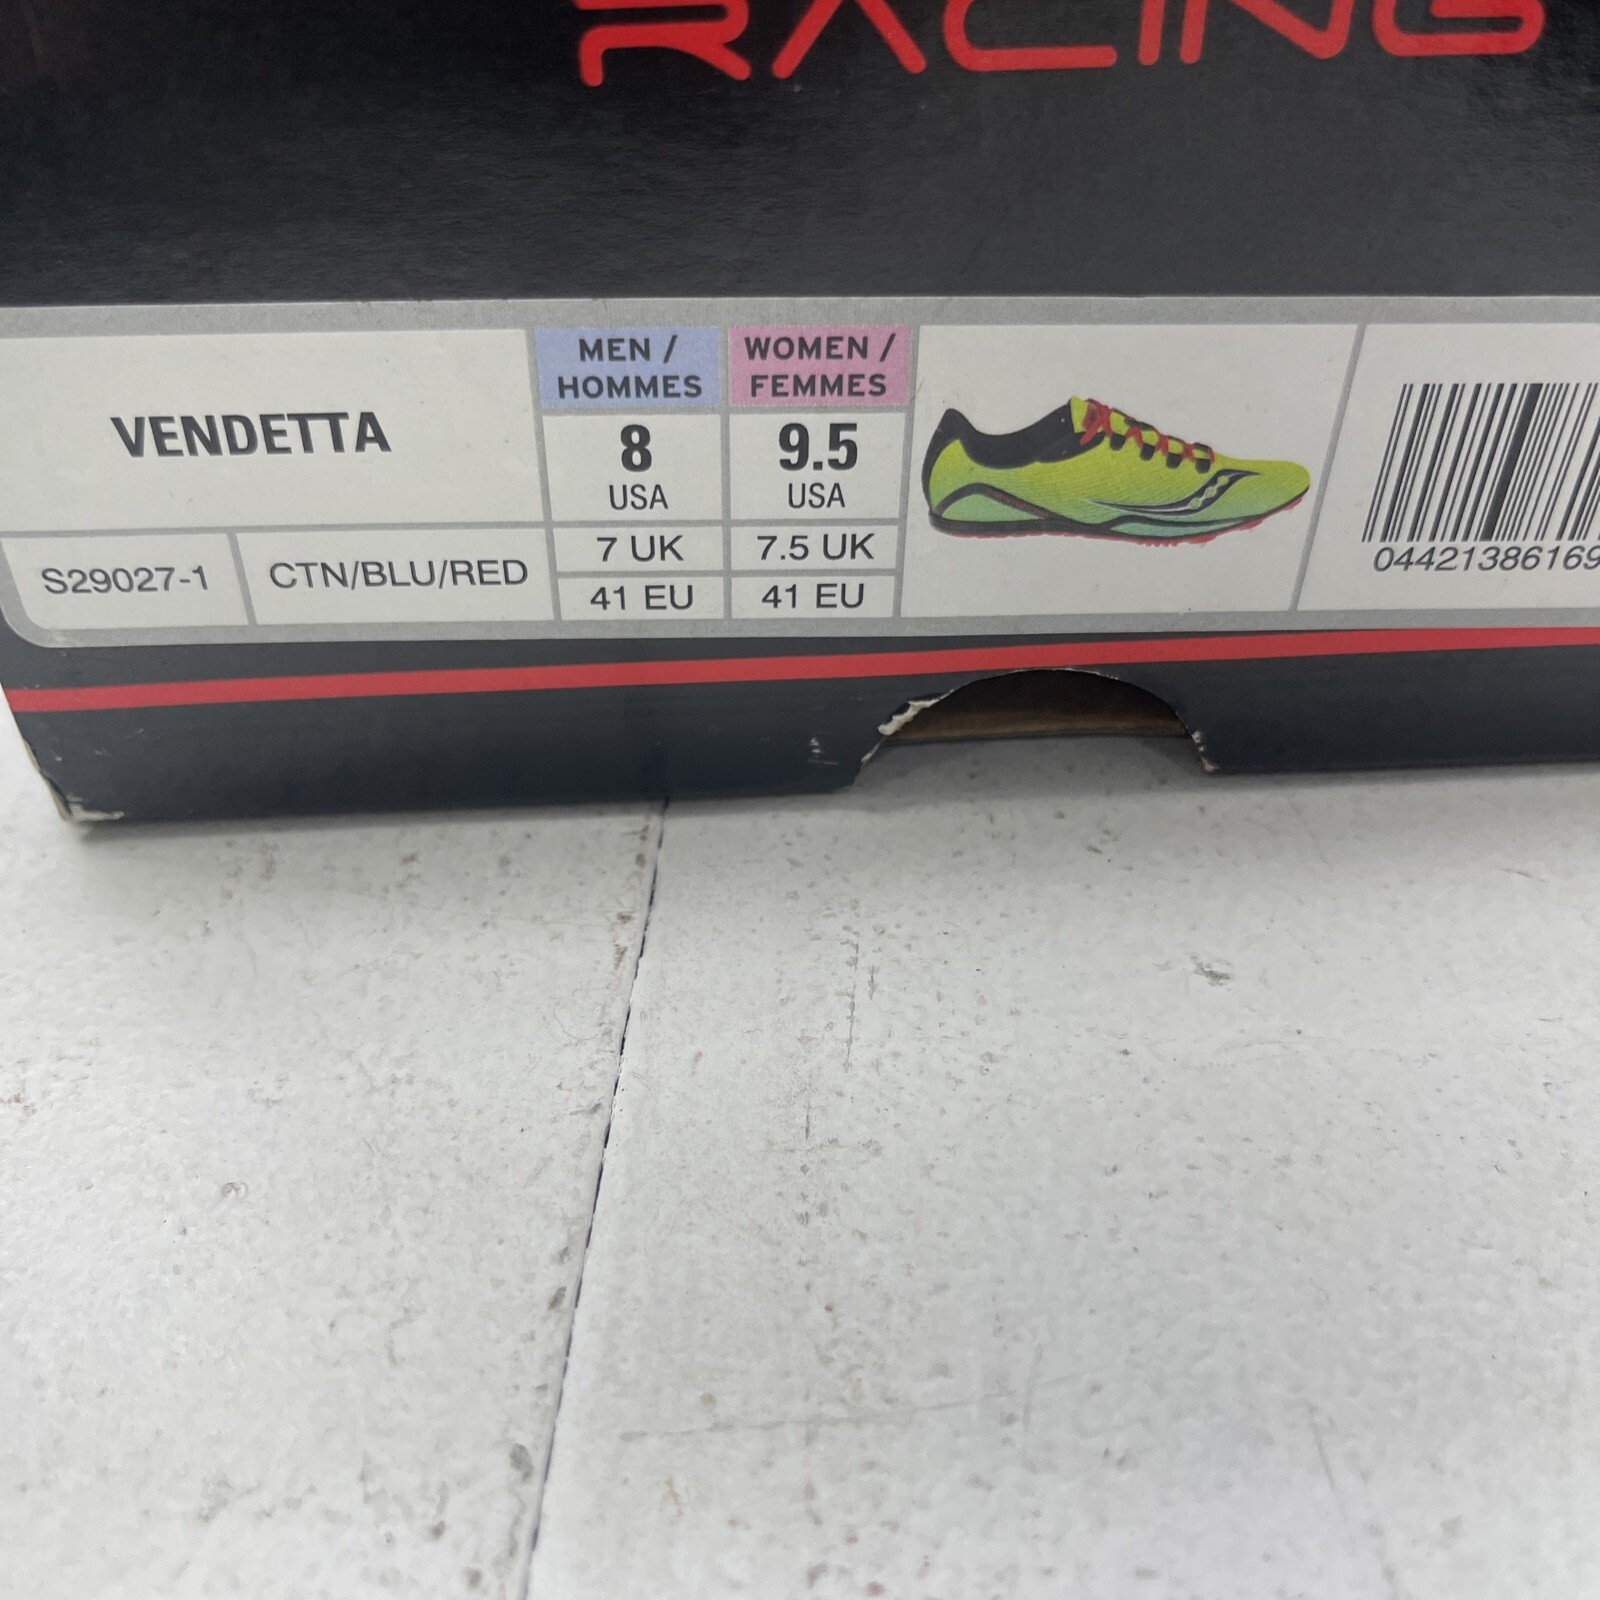 RACING
VENDETTA
MEN /
HOMMES
WOMEN /
FEMMES
8
USA
9.5
USA
7 UK
7.5 UK
S29027-1
CTN/BLU/RED
41 EU
41 EU
04421386169